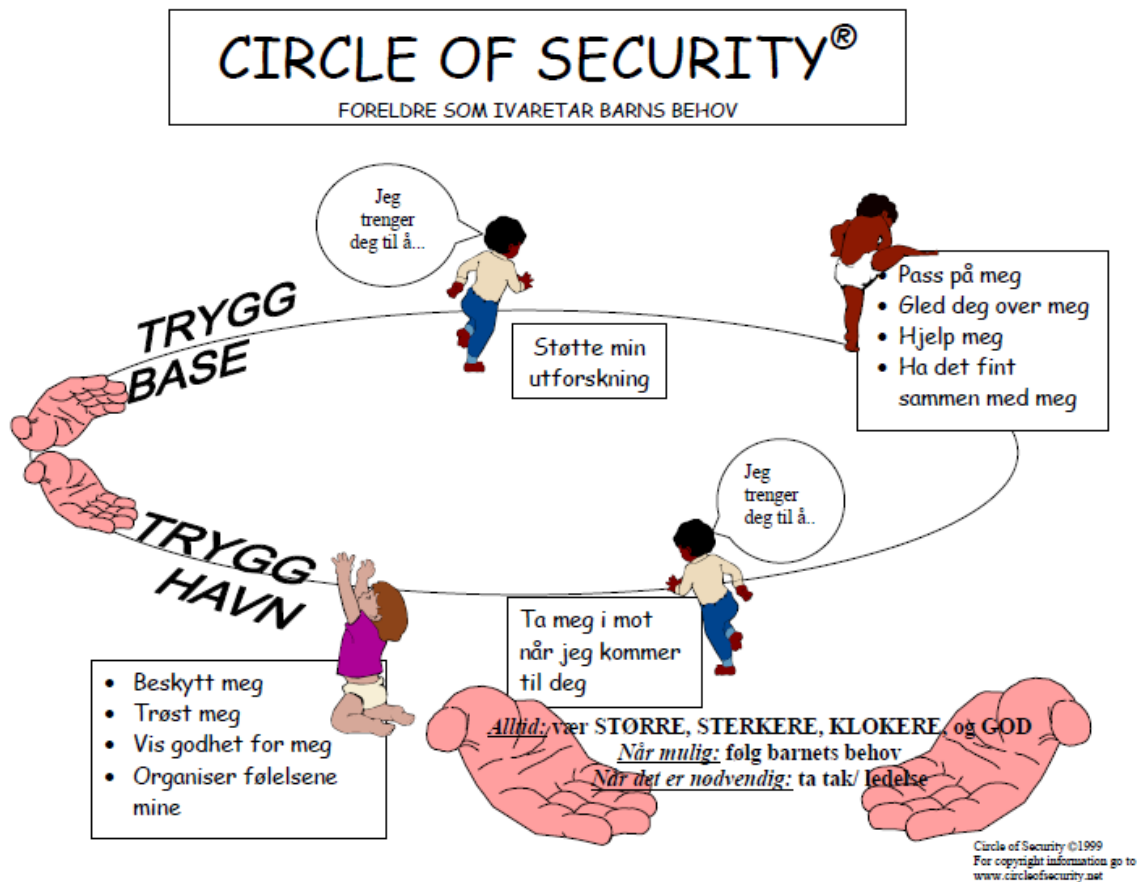 CIRCLE OF SECURITY®
FORELDRE SOM IVARETAR BARNS BEHOV
Jeg
trenger
deg til å...
TRYGG
BASE
Støtte min
utforskning
• Pass på meg
• Gled deg over meg
• Hjelp meg
• Ha det fint
sammen med meg
Jeg
trenger
deg til å..
TRYGG
HAVN
Ta meg i mot
når jeg kommer
til deg
• Beskytt meg
• Trøst meg
• Vis godhet for meg
• Organiser følelsene
mine
Alltid: vær STØRRE, STERKERE, KLOKERE, og GOD
Når mulig: følg barnets behov
Når det er nødvendig: ta tak/ ledelse
Circle of Security ©1999
For copyright information go to
www.circleofsecurity.net